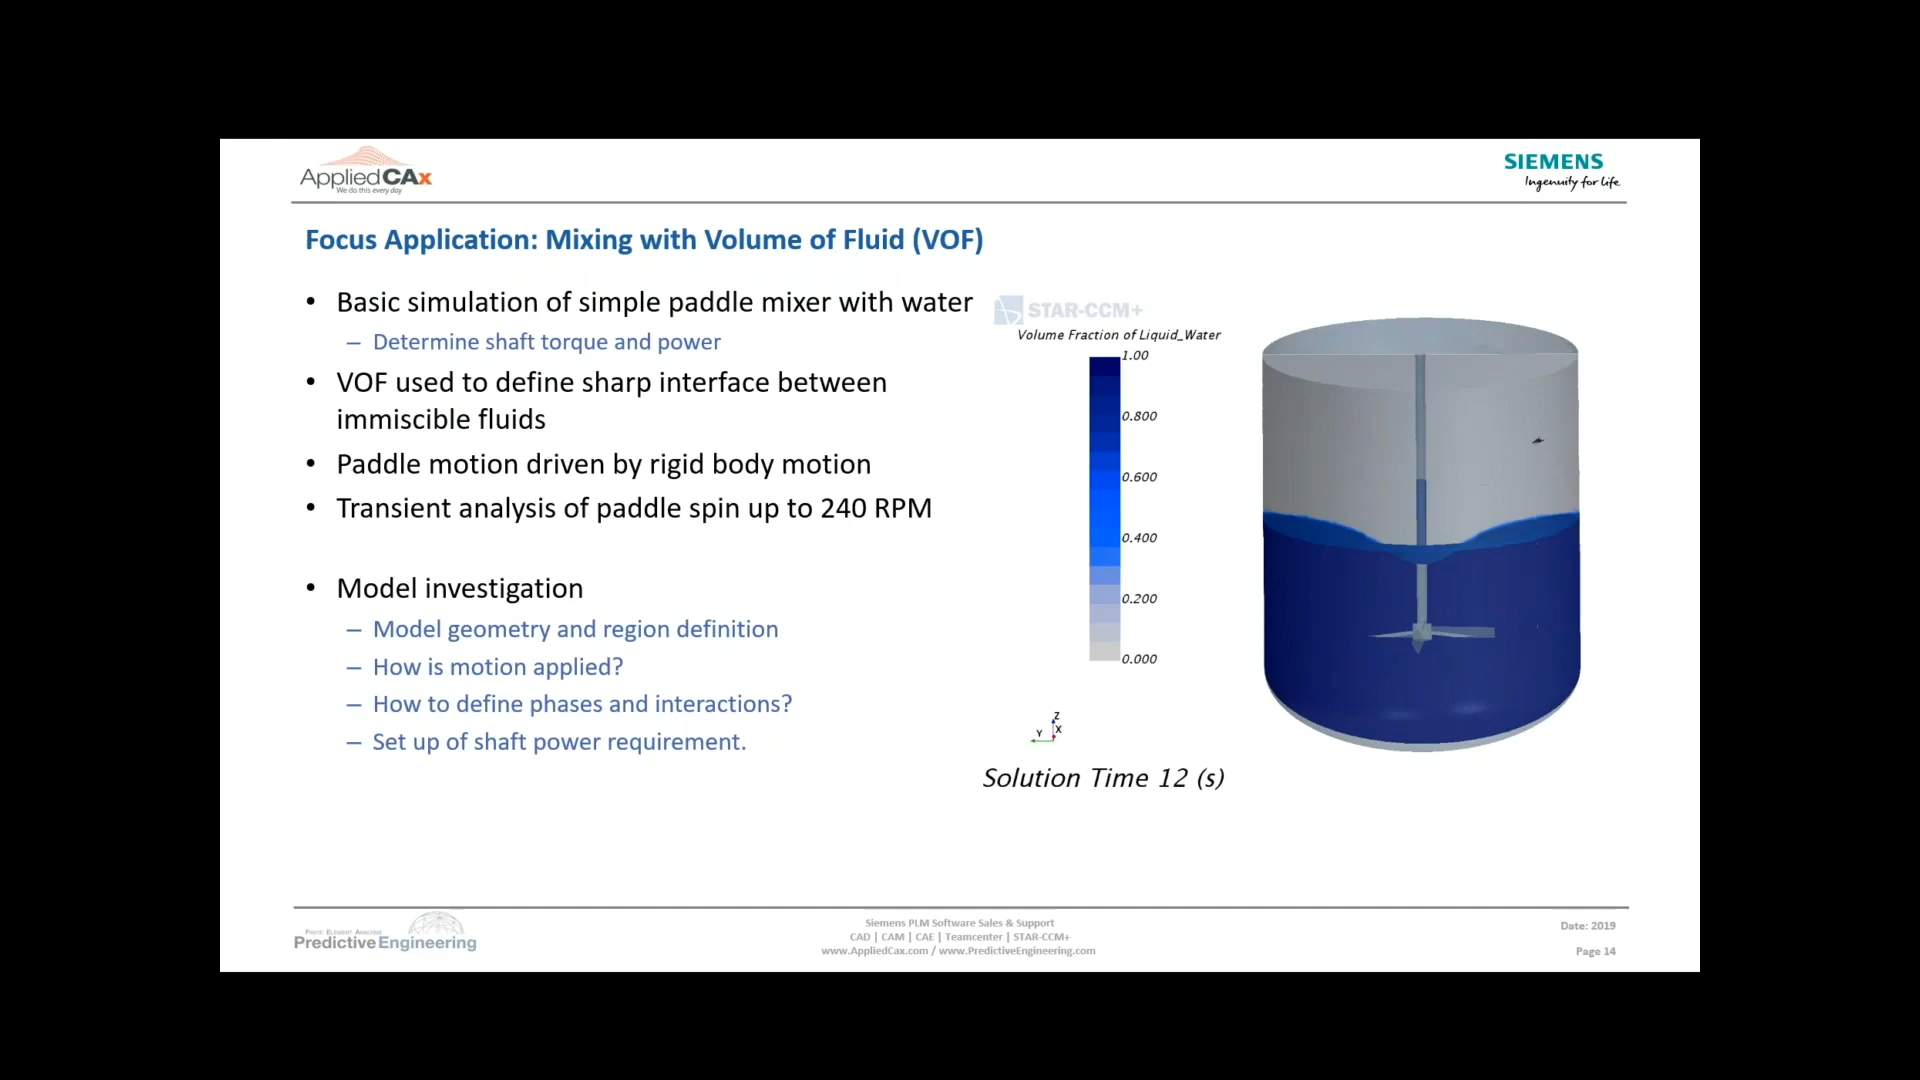 AppliedCAx
We do this every day
SIEMENS
Ingenuity for life
Focus Application: Mixing with Volume of Fluid (VOF)
• Basic simulation of simple paddle mixer with water
– Determine shaft torque and power
• VOF used to define sharp interface between
immiscible fluids
• Paddle motion driven by rigid body motion
• Transient analysis of paddle spin up to 240 RPM
• Model investigation
– Model geometry and region definition
– How is motion applied?
– How to define phases and interactions?
– Set up of shaft power requirement.
STAR-CCM+
Volume Fraction of Liquid_Water
1.00
0.800
0.600
0.400
0.200
0.000
Z
Y X
Solution Time 12 (s)
Finite Element Analysis
Predictive Engineering
Siemens PLM Software Sales & Support
CAD | CAM | CAE | Teamcenter | STAR-CCM+
www.AppliedCax.com / www.PredictiveEngineering.com
Date: 2019
Page 14